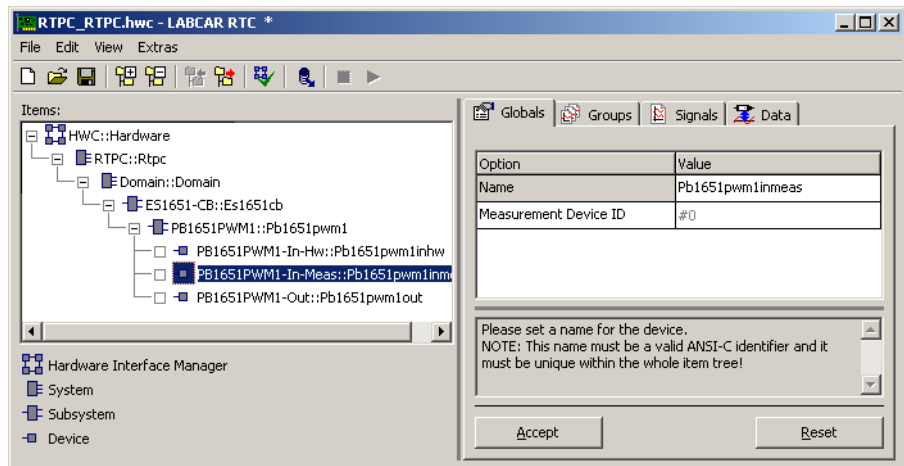 RTPC_RTPC.hwc - LABCAR RTC *
File Edit View Extras
Items:
HWC::Hardware
RTPC::Rtpc
Domain::Domain
ES1651-CB::Es1651cb
PB1651PWM1::Pb1651pwm1
PB1651PWM1-In-Hw::Pb1651pwm1inhw
PB1651PWM1-In-Meas::Pb1651pwm1inm
PB1651PWM1-Out::Pb1651pwm1out
Hardware Interface Manager
System
Subsystem
Device
Globals Groups Signals Data
Option Value
Name Pb1651pwm1inmeas
Measurement Device ID #0
Please set a name for the device.
NOTE: This name must be a valid ANSI-C identifier and it
must be unique within the whole item tree!
Accept Reset